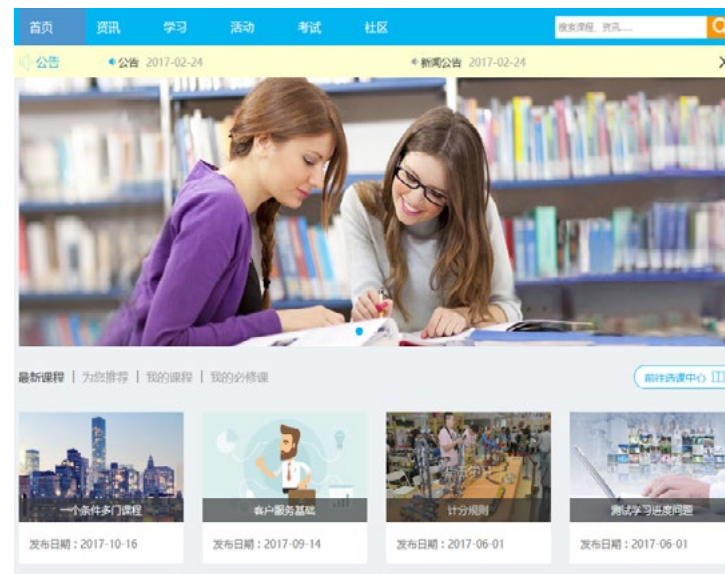 首页 资讯 学习 活动 考试 社区 搜索课程、资讯......
公告 公告 2017-02-24 新闻公告 2017-02-24
最新课程 | 为您推荐 | 我的课程 | 我的必修课 前往选课中心
一个条件多门课程 客户服务基础 计分规则 测试学习进度问题
发布日期：2017-10-16 发布日期：2017-09-14 发布日期：2017-06-01 发布日期：2017-06-01